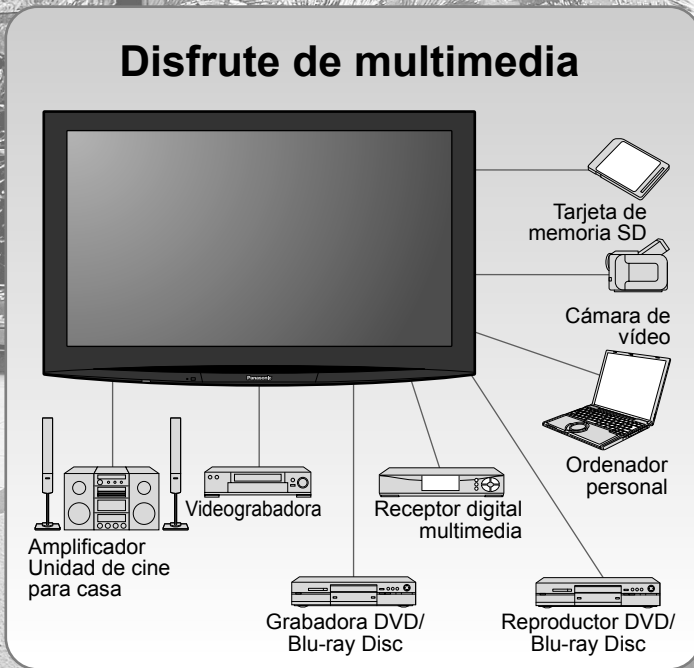 Disfrute de multimedia
Tarjeta de
memoria SD
Cámara de
vídeo
Panasonic
Ordenador
personal
Videograbadora
Receptor digital
multimedia
Amplificador
Unidad de cine
para casa
Grabadora DVD/
Blu-ray Disc
Reproductor DVD/
Blu-ray Disc